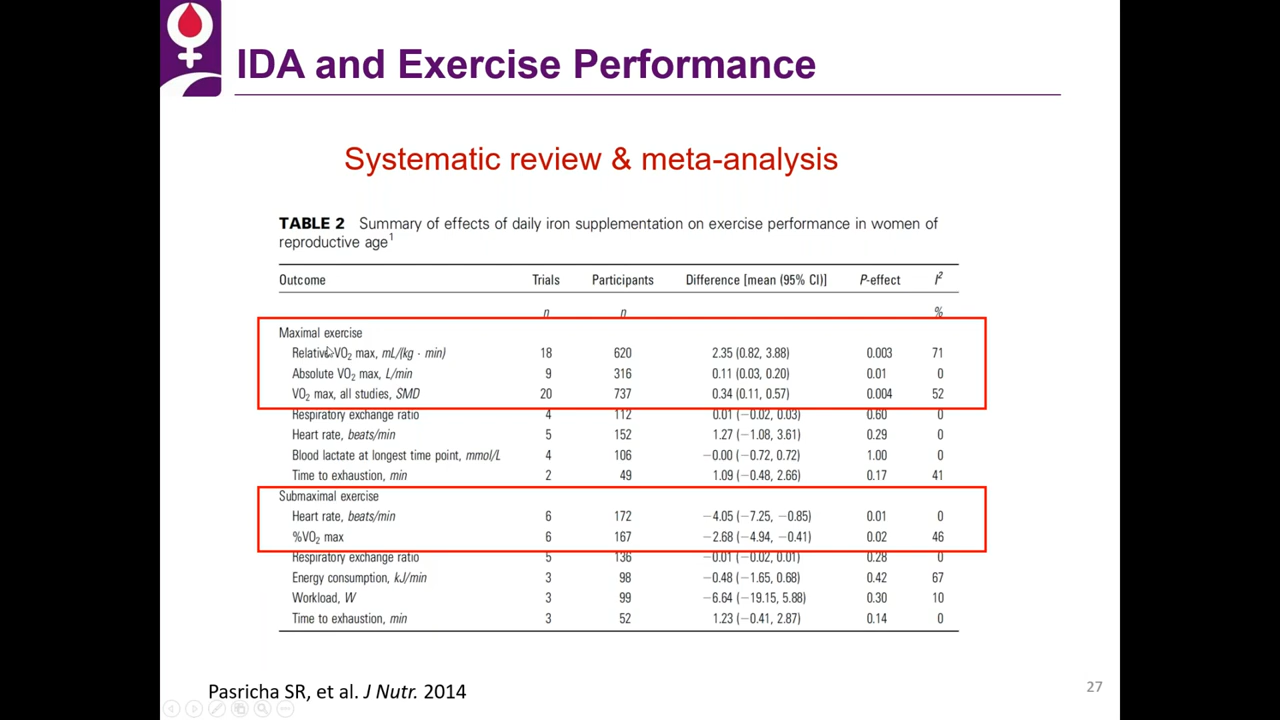 IDA and Exercise Performance
Systematic review & meta-analysis
TABLE 2 Summary of effects of daily iron supplementation on exercise performance in women of
reproductive age1
Outcome Trials Participants Difference [mean (95% CI)] P-effect I2
n n %
Maximal exercise
Relative VO2 max, mL/(kg · min) 18 620 2.35 (0.82, 3.88) 0.003 71
Absolute VO2 max, L/min 9 316 0.11 (0.03, 0.20) 0.01 0
VO2 max, all studies, SMD 20 737 0.34 (0.11, 0.57) 0.004 52
Respiratory exchange ratio 4 112 0.01 (−0.02, 0.03) 0.60 0
Heart rate, beats/min 5 152 1.27 (−1.08, 3.61) 0.29 0
Blood lactate at longest time point, mmol/L 4 106 −0.00 (−0.72, 0.72) 1.00 0
Time to exhaustion, min 2 49 1.09 (−0.48, 2.66) 0.17 41
Submaximal exercise
Heart rate, beats/min 6 172 −4.05 (−7.25, −0.85) 0.01 0
%VO2 max 6 167 −2.68 (−4.94, −0.41) 0.02 46
Respiratory exchange ratio 5 136 −0.01 (−0.02, 0.01) 0.28 0
Energy consumption, kJ/min 3 98 −0.48 (−1.65, 0.68) 0.42 67
Workload, W 3 99 −6.64 (−19.15, 5.88) 0.30 10
Time to exhaustion, min 3 52 1.23 (−0.41, 2.87) 0.14 0
Pasricha SR, et al. J Nutr. 2014
27